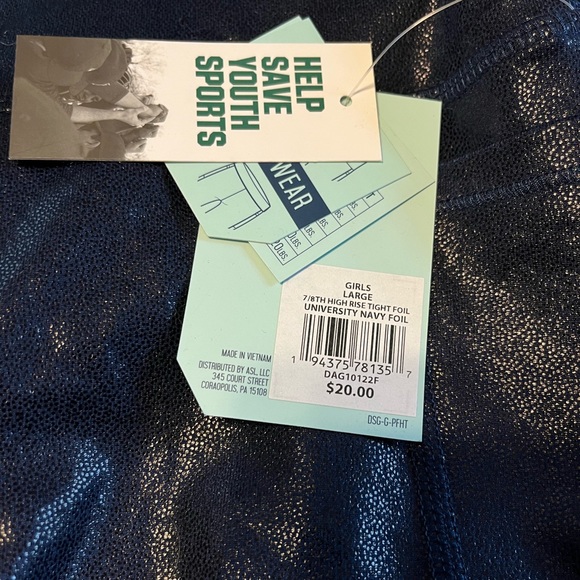 HELP
SAVE
YOUTH
SPORTS
WEAR
LBS.
GIRLS
LARGE
7/8TH HIGH RISE TIGHT FOIL
UNIVERSITY NAVY FOIL
1 94375 78135 7
DAG10122F
$20.00
MADE IN VIETNAM
DISTRIBUTED BY ASL, LLC
345 COURT STREET
CORAOPOLIS, PA 15108
DSG-G-PFHT